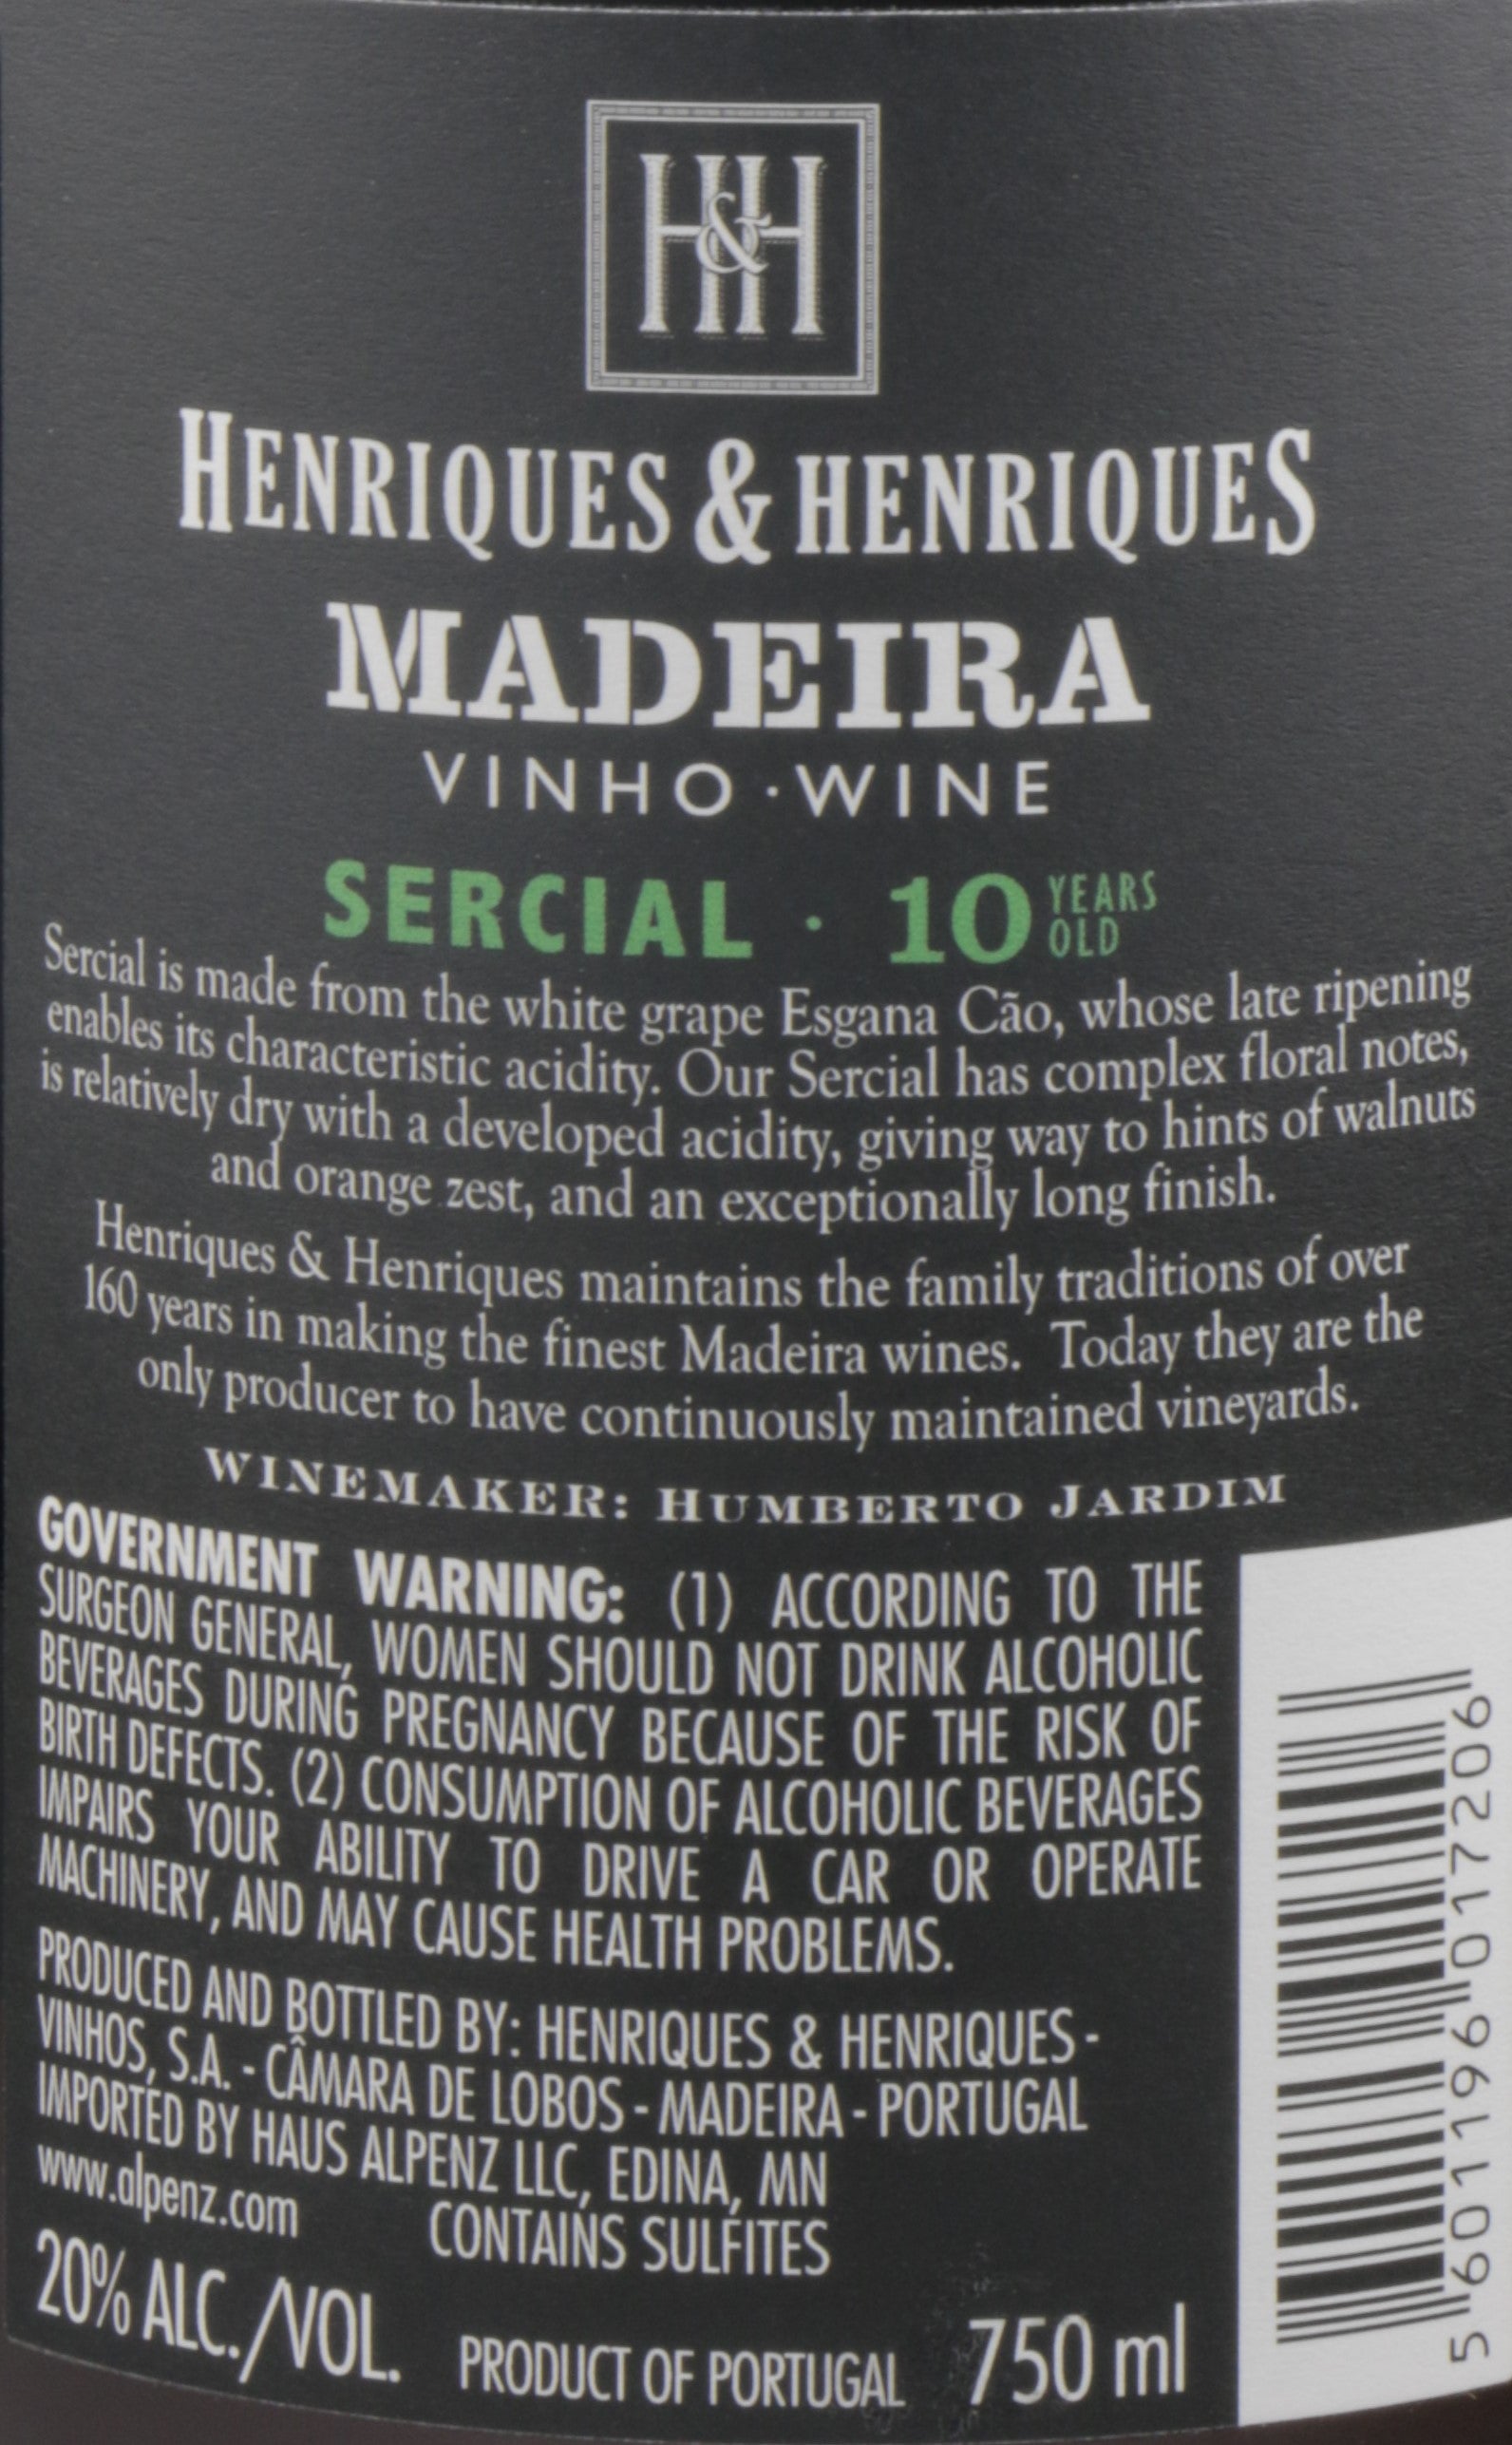 H&H
HENRIQUES & HENRIQUES
MADEIRA
VINHO · WINE
SERCIAL · 10 YEARS OLD
Sercial is made from the white grape Esgana Cão, whose late ripening
enables its characteristic acidity. Our Sercial has complex floral notes,
is relatively dry with a developed acidity, giving way to hints of walnuts
and orange zest, and an exceptionally long finish.
Henriques & Henriques maintains the family traditions of over
160 years in making the finest Madeira wines. Today they are the
only producer to have continuously maintained vineyards.
WINEMAKER: HUMBERTO JARDIM
GOVERNMENT WARNING: (1) ACCORDING TO THE
SURGEON GENERAL, WOMEN SHOULD NOT DRINK ALCOHOLIC
BEVERAGES DURING PREGNANCY BECAUSE OF THE RISK OF
BIRTH DEFECTS. (2) CONSUMPTION OF ALCOHOLIC BEVERAGES
IMPAIRS YOUR ABILITY TO DRIVE A CAR OR OPERATE
MACHINERY, AND MAY CAUSE HEALTH PROBLEMS.
PRODUCED AND BOTTLED BY: HENRIQUES & HENRIQUES -
VINHOS, S.A. - CÂMARA DE LOBOS - MADEIRA - PORTUGAL
IMPORTED BY HAUS ALPENZ LLC, EDINA, MN
www.alpenz.com CONTAINS SULFITES
20% ALC./VOL. PRODUCT OF PORTUGAL 750 ml
5 601196 017206